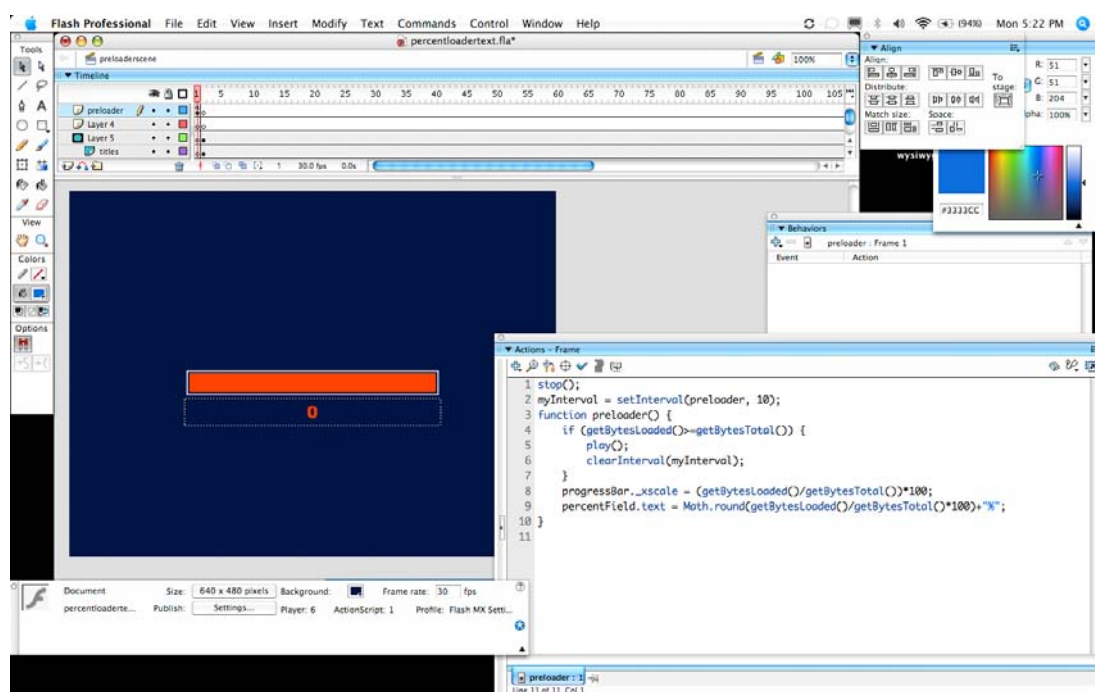 Flash Professional File Edit View Insert Modify Text Commands Control Window Help (94%) Mon 5:22 PM
Tools
percentloadertext.fla*
preloaderscene 100%
Timeline
1 5 10 15 20 25 30 35 40 45 50 55 60 65 70 75 80 85 90 95 100 105
preloader
Layer 4
Layer 5
titles
1 30.0 fps 0.0s
View
Colors
Options
Align
Align:
To stage:
Distribute:
Match size: Space:
R: 51
G: 51
B: 204
pha: 100%
wysiwy
#3333CC
Behaviors
preloader : Frame 1
Event Action
0
Actions - Frame
1 stop();
2 myInterval = setInterval(preloader, 10);
3 function preloader() {
4 if (getBytesLoaded()>=getBytesTotal()) {
5 play();
6 clearInterval(myInterval);
7 }
8 progressBar._xscale = (getBytesLoaded()/getBytesTotal())*100;
9 percentField.text = Math.round(getBytesLoaded()/getBytesTotal()*100)+"%";
10 }
11
preloader : 1
Line 11 of 11, Col 1
Document Size: 640 x 480 pixels Background: Frame rate: 30 fps
percentloaderte... Publish: Settings... Player: 6 ActionScript: 1 Profile: Flash MX Setti...